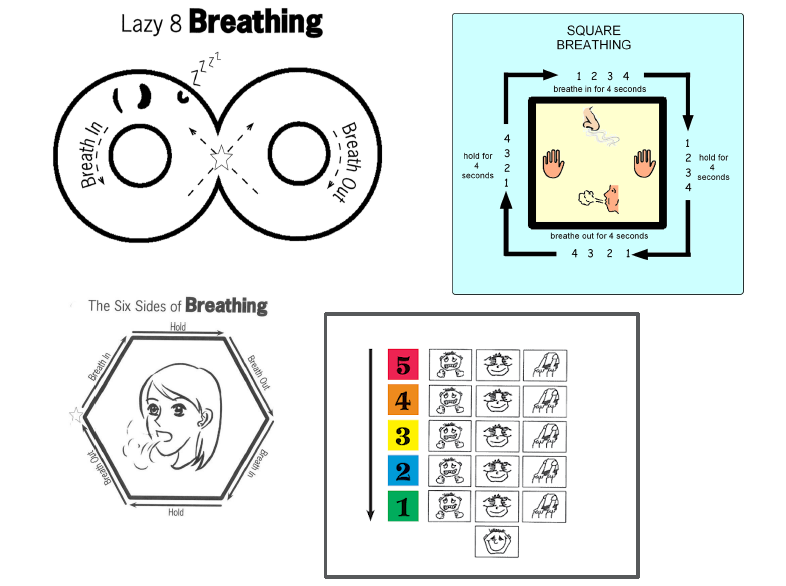 Lazy 8 Breathing
ZZZZ
Breath In
Breath Out
SQUARE
BREATHING
1 2 3 4
breathe in for 4 seconds
4
3
2
1
hold for
4
seconds
1
2
3
4
hold for
4
seconds
breathe out for 4 seconds
4 3 2 1
The Six Sides of Breathing
Hold
Breath In
Breath Out
Breath Out
Breath In
Hold
5
4
3
2
1